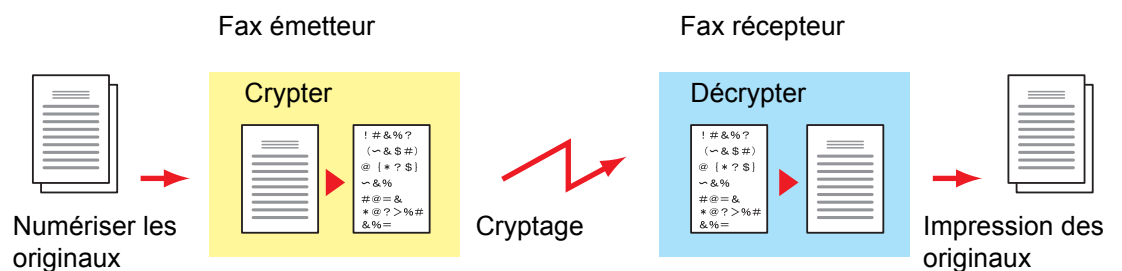 Fax émetteur
Fax récepteur
Crypter
Décrypter
!#&%?
(∽&$#)
@{*?$}
∽&%
#@=&
*@?>%#
&%=
!#&%?
(∽&$#)
@{*?$}
∽&%
#@=&
*@?>%#
&%=
Numériser les
originaux
Cryptage
Impression des
originaux